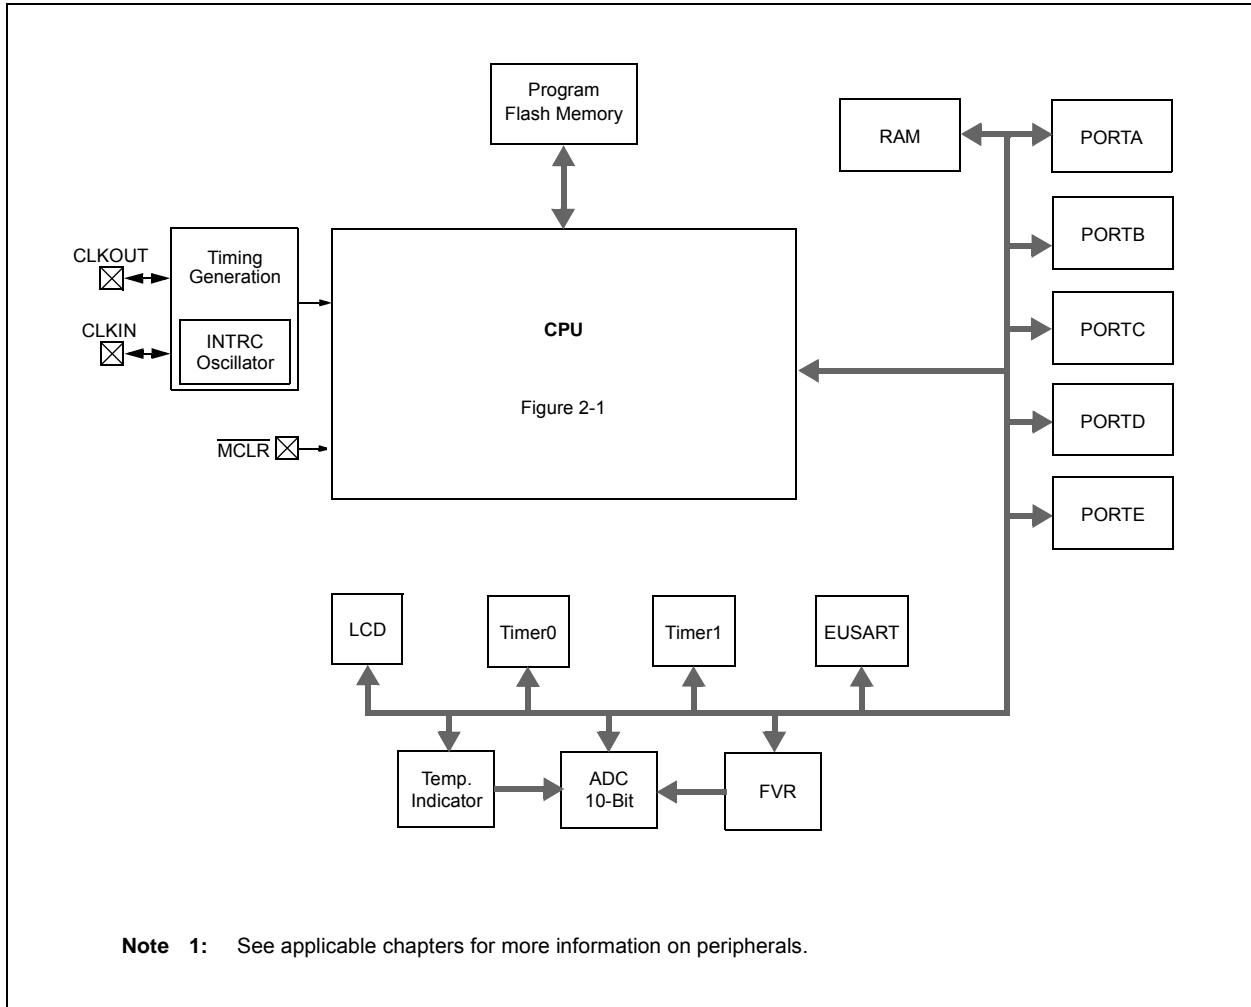 Program
Flash Memory
RAM
PORTA
PORTB
PORTC
PORTD
PORTE
CLKOUT
CLKIN
Timing
Generation
INTRC
Oscillator
MCLR
CPU
Figure 2-1
LCD
Timer0
Timer1
EUSART
Temp.
Indicator
ADC
10-Bit
FVR
Note 1: See applicable chapters for more information on peripherals.